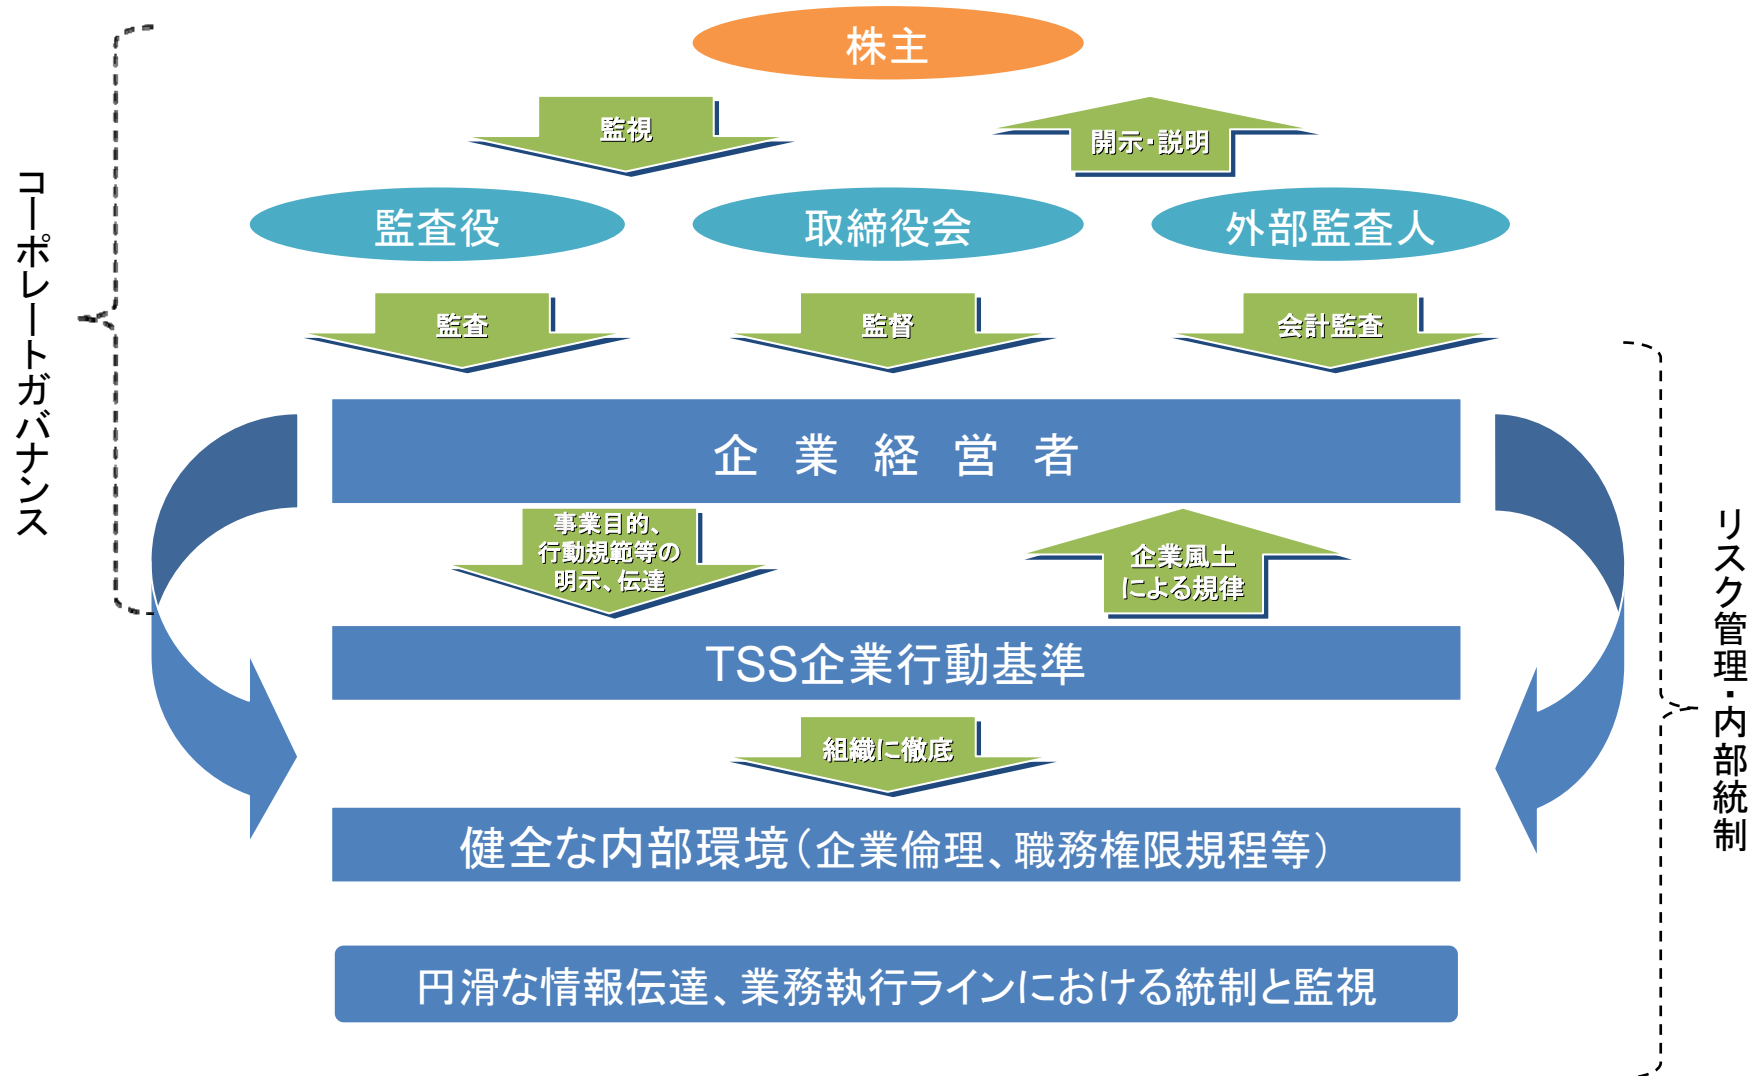 株主
監視
開示・説明
監査役
取締役会
外部監査人
監査
監督
会計監査
コーポレートガバナンス
企 業 経 営 者
事業目的、
行動規範等の
明示、伝達
企業風土
による規律
TSS企業行動基準
リスク管理・内部統制
組織に徹底
健全な内部環境(企業倫理、職務権限規程等)
円滑な情報伝達、業務執行ラインにおける統制と監視